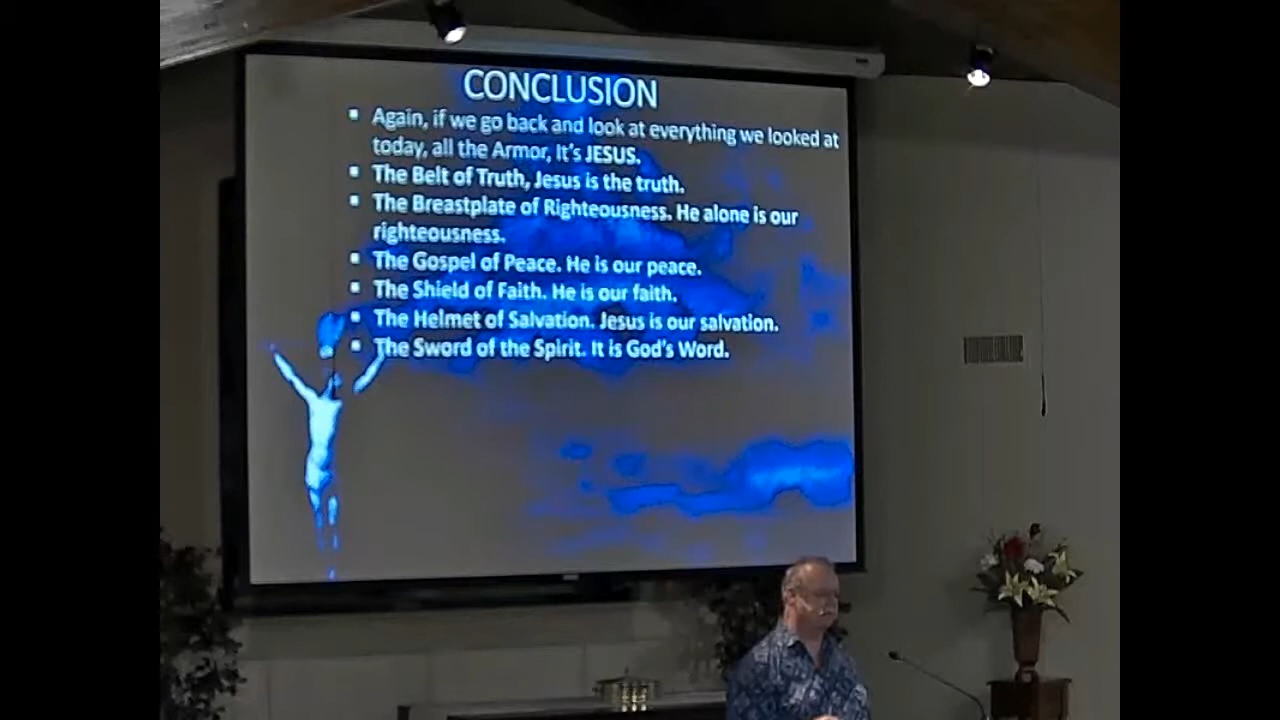 CONCLUSION
▪ Again, if we go back and look at everything we looked at
today, all the Armor, It's JESUS.
▪ The Belt of Truth, Jesus is the truth.
▪ The Breastplate of Righteousness. He alone is our
righteousness.
▪ The Gospel of Peace. He is our peace.
▪ The Shield of Faith. He is our faith.
▪ The Helmet of Salvation. Jesus is our salvation.
▪ The Sword of the Spirit. It is God's Word.